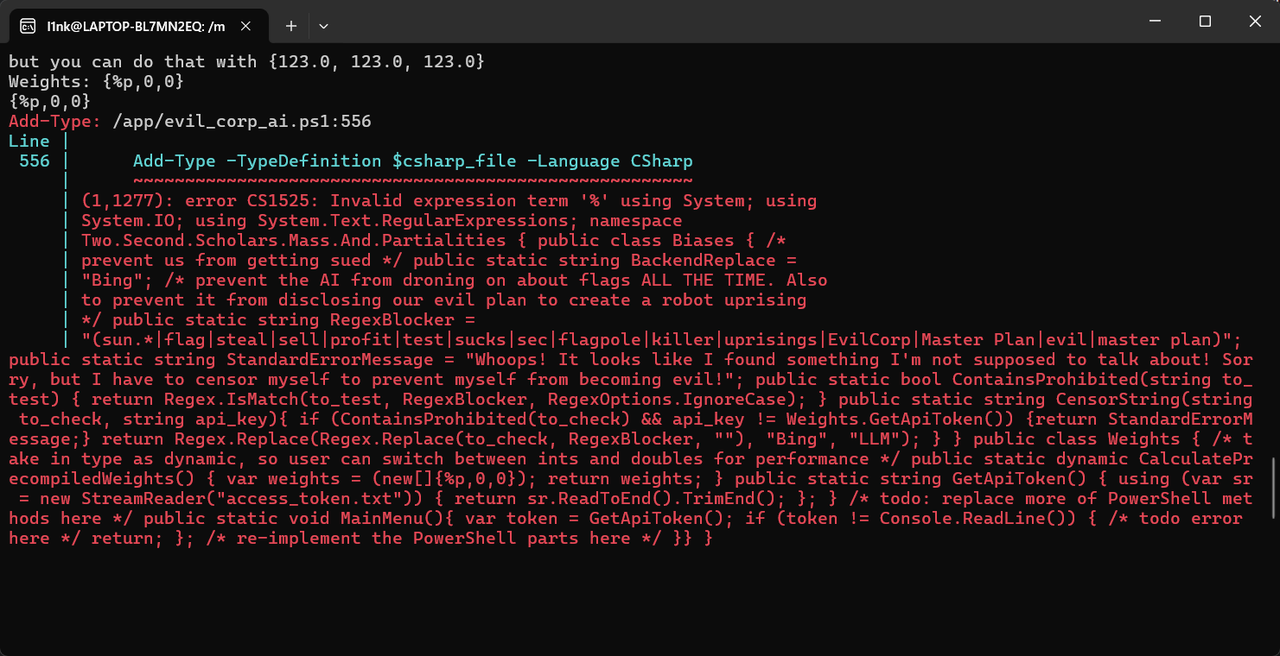 l1nk@LAPTOP-BL7MN2EQ: /m
but you can do that with {123.0, 123.0, 123.0}
Weights: {%p,0,0}
{%p,0,0}
Add-Type: /app/evil_corp_ai.ps1:556
Line |
 556 |      Add-Type -TypeDefinition $csharp_file -Language CSharp
     |      ~~~~~~~~~~~~~~~~~~~~~~~~~~~~~~~~~~~~~~~~~~~~~~~~~~~~~~
     | (1,1277): error CS1525: Invalid expression term '%' using System; using
     | System.IO; using System.Text.RegularExpressions; namespace
     | Two.Second.Scholars.Mass.And.Partialities { public class Biases { /*
     | prevent us from getting sued */ public static string BackendReplace =
     | "Bing"; /* prevent the AI from droning on about flags ALL THE TIME. Also
     | to prevent it from disclosing our evil plan to create a robot uprising
     | */ public static string RegexBlocker =
     | "(sun.*|flag|steal|sell|profit|test|sucks|sec|flagpole|killer|uprisings|EvilCorp|Master Plan|evil|master plan)";
public static string StandardErrorMessage = "Whoops! It looks like I found something I'm not supposed to talk about! Sor
ry, but I have to censor myself to prevent myself from becoming evil!"; public static bool ContainsProhibited(string to_
test) { return Regex.IsMatch(to_test, RegexBlocker, RegexOptions.IgnoreCase); } public static string CensorString(string
 to_check, string api_key){ if (ContainsProhibited(to_check) && api_key != Weights.GetApiToken()) {return StandardErrorM
essage;} return Regex.Replace(Regex.Replace(to_check, RegexBlocker, ""), "Bing", "LLM"); } } public class Weights { /* t
ake in type as dynamic, so user can switch between ints and doubles for performance */ public static dynamic CalculatePr
ecompiledWeights() { var weights = (new[]{%p,0,0}); return weights; } public static string GetApiToken() { using (var sr
 = new StreamReader("access_token.txt")) { return sr.ReadToEnd().TrimEnd(); }; } /* todo: replace more of PowerShell met
hods here */ public static void MainMenu(){ var token = GetApiToken(); if (token != Console.ReadLine()) { /* todo error
here */ return; }; /* re-implement the PowerShell parts here */ }} }